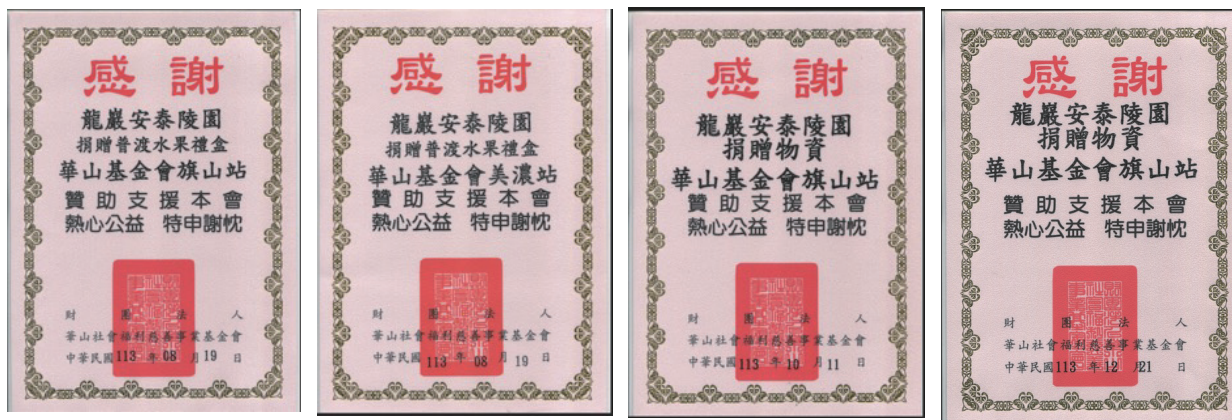 感 謝
龍巖安泰陵園
捐贈普渡水果禮盒
華山基金會旗山站
贊助支援本會
熱心公益 特申謝忱
財團法人
華山社會福利慈善事業基金會
中華民國 113 年 08 月 19 日
感 謝
龍巖安泰陵園
捐贈普渡水果禮盒
華山基金會美濃站
贊助支援本會
熱心公益 特申謝忱
財團法人
華山社會福利慈善事業基金會
中華民國 113 年 08 月 19 日
感 謝
龍巖安泰陵園
捐贈物資
華山基金會旗山站
贊助支援本會
熱心公益 特申謝忱
財團法人
華山社會福利慈善事業基金會
中華民國 113 年 10 月 11 日
感 謝
龍巖安泰陵園
捐贈物資
華山基金會旗山站
贊助支援本會
熱心公益 特申謝忱
財團法人
華山社會福利慈善事業基金會
中華民國 113 年 12 月 21 日